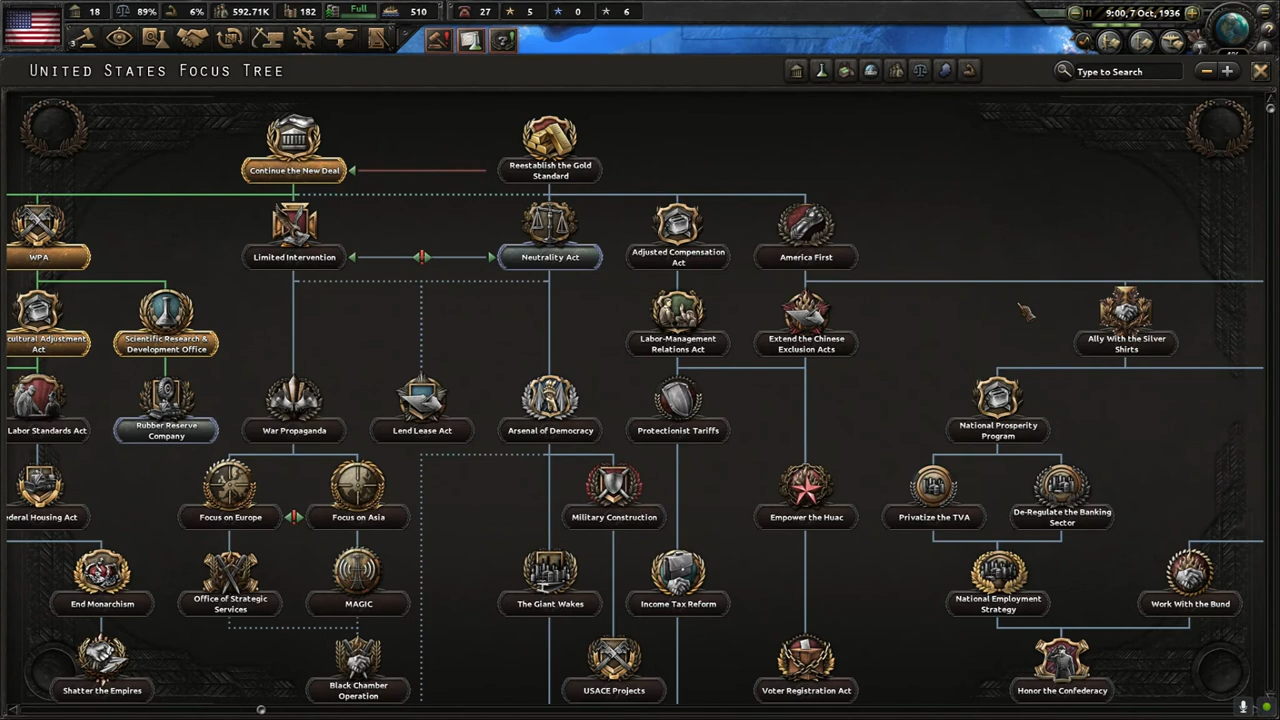 18
89%
6%
592.71K
182
Full
510
27
5
0
6
11
9:00, 7 Oct, 1936
3
United States Focus Tree
Type to Search
Continue the New Deal
Reestablish the Gold
Standard
WPA
Limited Intervention
Neutrality Act
Adjusted Compensation
Act
America First
cultural Adjustment
Act
Scientific Research &
Development Office
Labor-Management
Relations Act
Extend the Chinese
Exclusion Acts
Ally With the Silver
Shirts
Labor Standards Act
Rubber Reserve
Company
War Propaganda
Lend Lease Act
Arsenal of Democracy
Protectionist Tariffs
National Prosperity
Program
ederal Housing Act
Focus on Europe
Focus on Asia
Military Construction
Empower the Huac
Privatize the TVA
De-Regulate the Banking
Sector
End Monarchism
Office of Strategic
Services
MAGIC
The Giant Wakes
Income Tax Reform
National Employment
Strategy
Work With the Bund
Shatter the Empires
Black Chamber
Operation
USACE Projects
Voter Registration Act
Honor the Confederacy